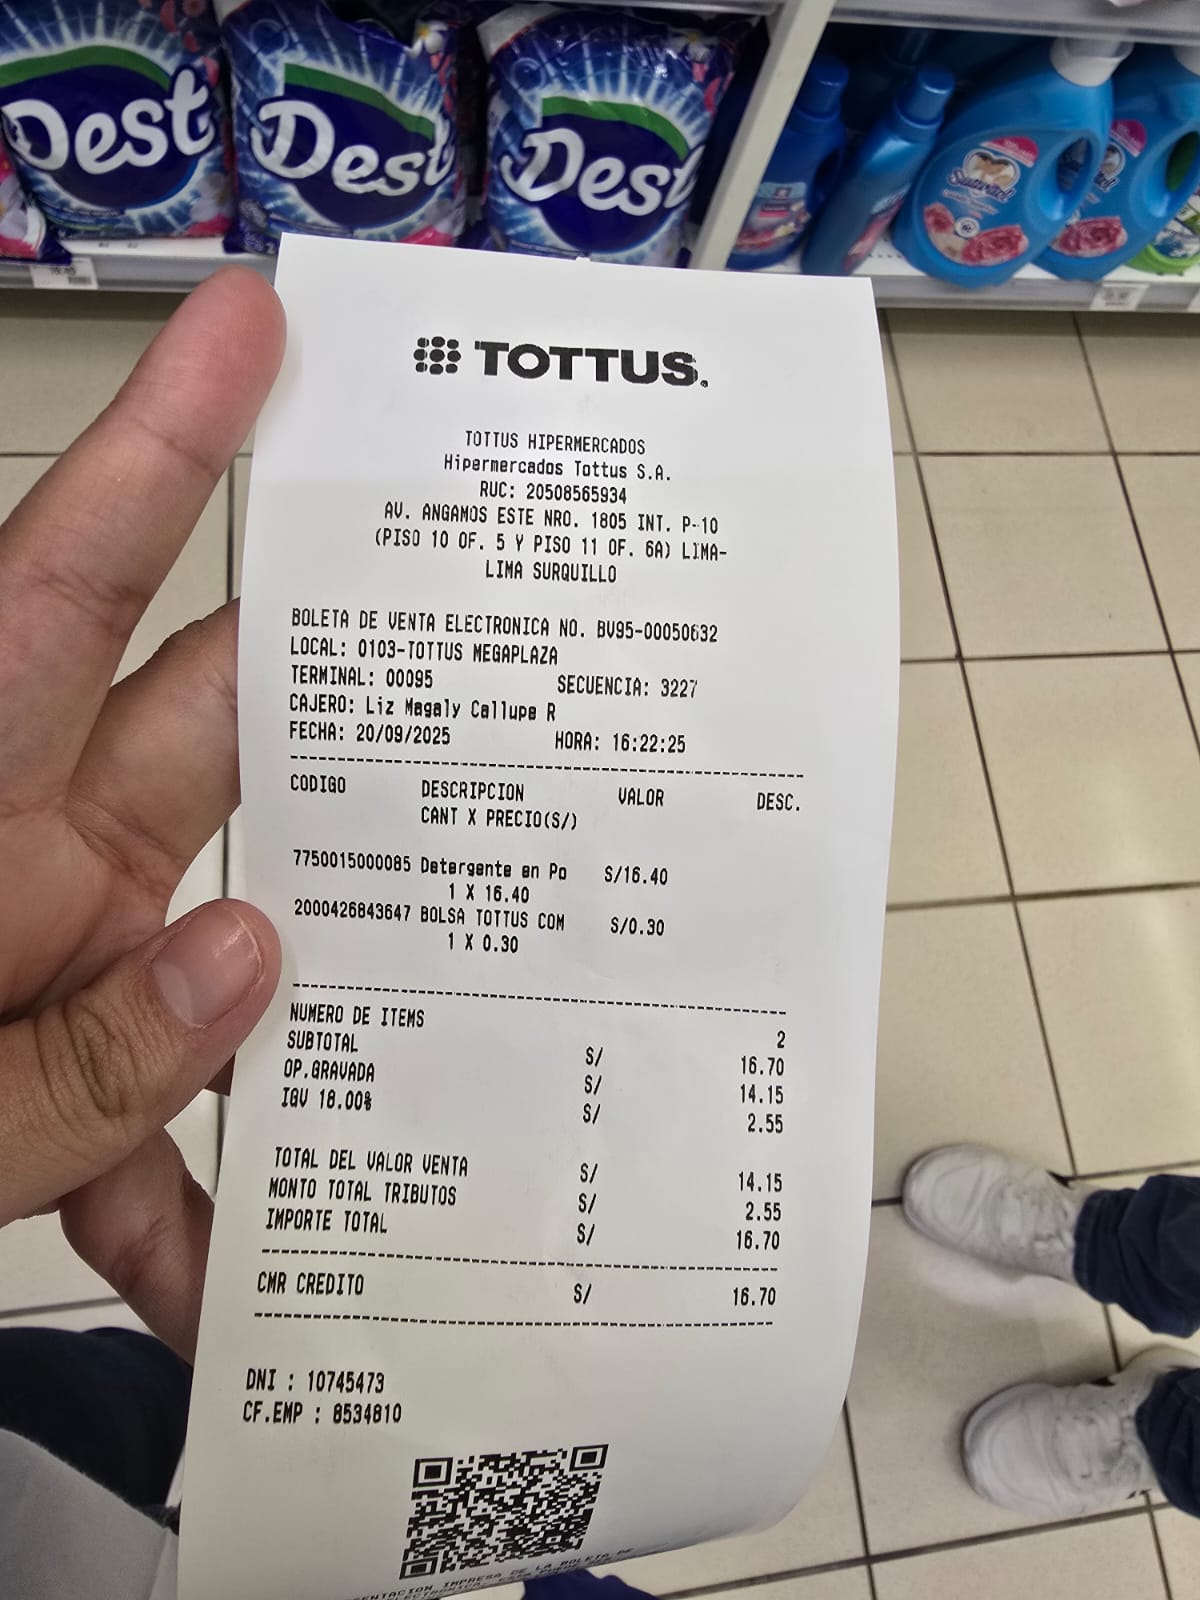 Dest
Dest
Dest
Suavitel
TOTTUS.
TOTTUS HIPERMERCADOS
Hipermercados Tottus S.A.
RUC: 20508565934
AV. ANGAMOS ESTE NRO. 1805 INT. P-10
(PISO 10 OF. 5 Y PISO 11 OF. 6A) LIMA-
LIMA SURQUILLO
BOLETA DE VENTA ELECTRONICA NO. BV95-00050632
LOCAL: 0103-TOTTUS MEGAPLAZA
TERMINAL: 00095 SECUENCIA: 3227
CAJERO: Liz Magaly Callupe R
FECHA: 20/09/2025 HORA: 16:22:25
CODIGO DESCRIPCION VALOR DESC.
CANT X PRECIO(S/)
7750015000085 Detergente en Po S/16.40
1 X 16.40
2000426843647 BOLSA TOTTUS COM S/0.30
1 X 0.30
NUMERO DE ITEMS 2
SUBTOTAL S/ 16.70
OP.GRAVADA S/ 14.15
IGV 18.00% S/ 2.55
TOTAL DEL VALOR VENTA S/ 14.15
MONTO TOTAL TRIBUTOS S/ 2.55
IMPORTE TOTAL S/ 16.70
CMR CREDITO S/ 16.70
DNI : 10745473
CF.EMP : 8534810
IMPRESA DE LA BOLETA DE